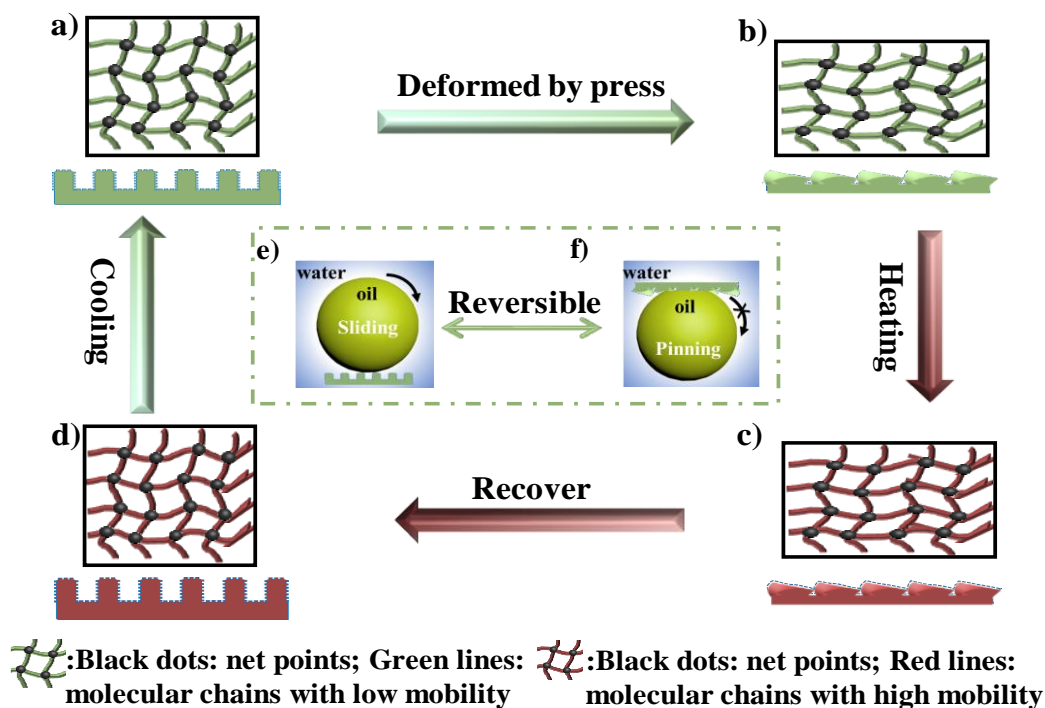 a)
b)
Deformed by press
e)
f)
water
oil
Sliding
Reversible
water
oil
Pinning
Cooling
Heating
d)
c)
Recover
:Black dots: net points; Green lines:
molecular chains with low mobility
:Black dots: net points; Red lines:
molecular chains with high mobility